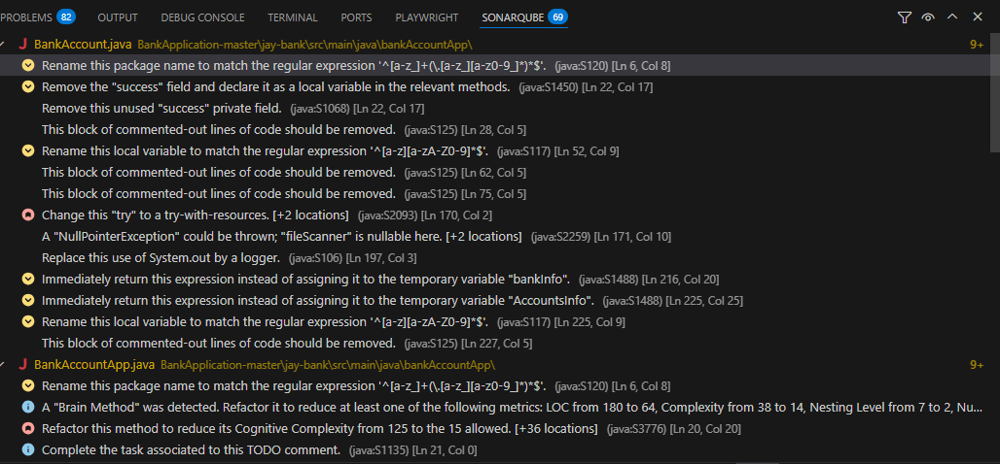 PROBLEMS 82 OUTPUT DEBUG CONSOLE TERMINAL PORTS PLAYWRIGHT SONARQUBE 69
BankAccount.java BankApplication-master\jay-bank\src\main\java\bankAccountApp\ 9+
Rename this package name to match the regular expression '^[a-z_]+(\.[a-z_][a-z0-9_]*)*$'. (java:S120) [Ln 6, Col 8]
Remove the "success" field and declare it as a local variable in the relevant methods. (java:S1450) [Ln 22, Col 17]
Remove this unused "success" private field. (java:S1068) [Ln 22, Col 17]
This block of commented-out lines of code should be removed. (java:S125) [Ln 28, Col 5]
Rename this local variable to match the regular expression '^[a-z][a-zA-Z0-9]*$'. (java:S117) [Ln 52, Col 9]
This block of commented-out lines of code should be removed. (java:S125) [Ln 62, Col 5]
This block of commented-out lines of code should be removed. (java:S125) [Ln 75, Col 5]
Change this "try" to a try-with-resources. [+2 locations] (java:S2093) [Ln 170, Col 2]
A "NullPointerException" could be thrown; "fileScanner" is nullable here. [+2 locations] (java:S2259) [Ln 171, Col 10]
Replace this use of System.out by a logger. (java:S106) [Ln 197, Col 3]
Immediately return this expression instead of assigning it to the temporary variable "bankInfo". (java:S1488) [Ln 216, Col 20]
Immediately return this expression instead of assigning it to the temporary variable "AccountsInfo". (java:S1488) [Ln 225, Col 25]
Rename this local variable to match the regular expression '^[a-z][a-zA-Z0-9]*$'. (java:S117) [Ln 225, Col 9]
This block of commented-out lines of code should be removed. (java:S125) [Ln 227, Col 5]
BankAccountApp.java BankApplication-master\jay-bank\src\main\java\bankAccountApp\ 9+
Rename this package name to match the regular expression '^[a-z_]+(\.[a-z_][a-z0-9_]*)*$'. (java:S120) [Ln 6, Col 8]
A "Brain Method" was detected. Refactor it to reduce at least one of the following metrics: LOC from 180 to 64, Complexity from 38 to 14, Nesting Level from 7 to 2, Nu...
Refactor this method to reduce its Cognitive Complexity from 125 to the 15 allowed. [+36 locations] (java:S3776) [Ln 20, Col 20]
Complete the task associated to this TODO comment. (java:S1135) [Ln 21, Col 0]